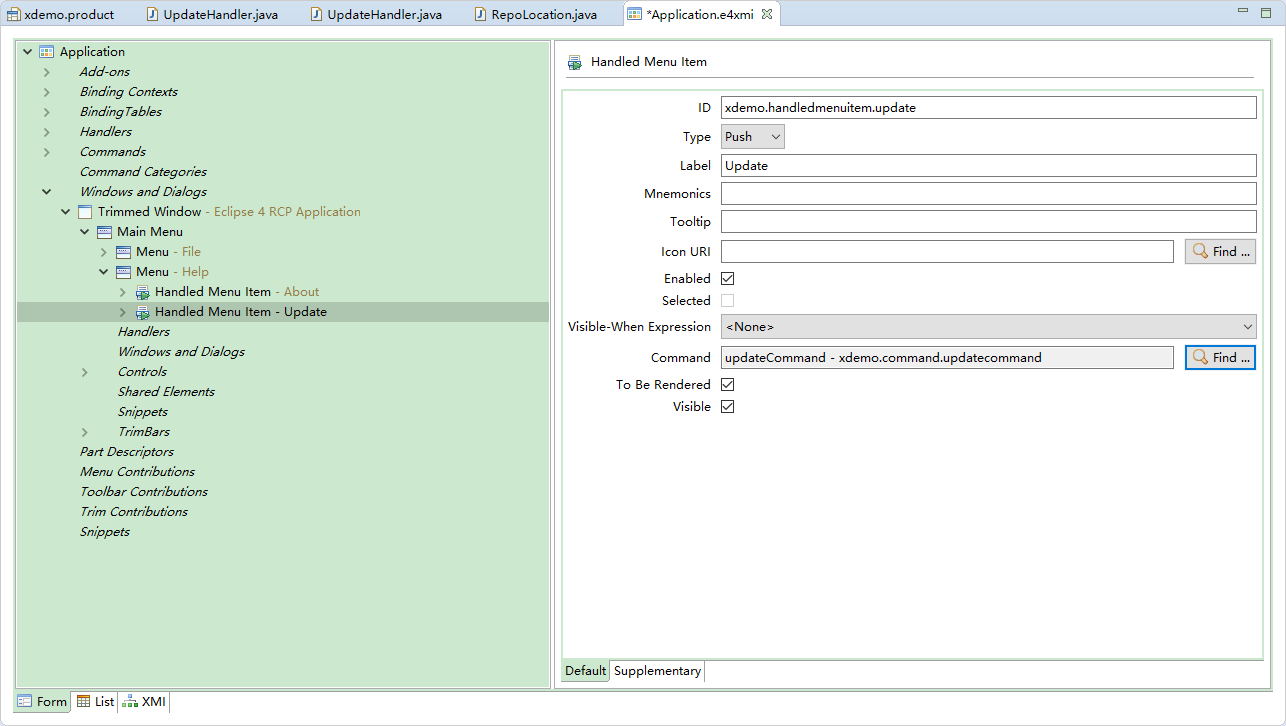 xdemo.product UpdateHandler.java UpdateHandler.java RepoLocation.java *Application.e4xmi
Application
Add-ons
Binding Contexts
BindingTables
Handlers
Commands
Command Categories
Windows and Dialogs
Trimmed Window - Eclipse 4 RCP Application
Main Menu
Menu - File
Menu - Help
Handled Menu Item - About
Handled Menu Item - Update
Handlers
Windows and Dialogs
Controls
Shared Elements
Snippets
TrimBars
Part Descriptors
Menu Contributions
Toolbar Contributions
Trim Contributions
Snippets
Handled Menu Item
ID xdemo.handledmenuitem.update
Type Push
Label Update
Mnemonics
Tooltip
Icon URI Find ...
Enabled
Selected
Visible-When Expression <None>
Command updateCommand - xdemo.command.updatecommand Find ...
To Be Rendered
Visible
Default Supplementary
Form List XMI